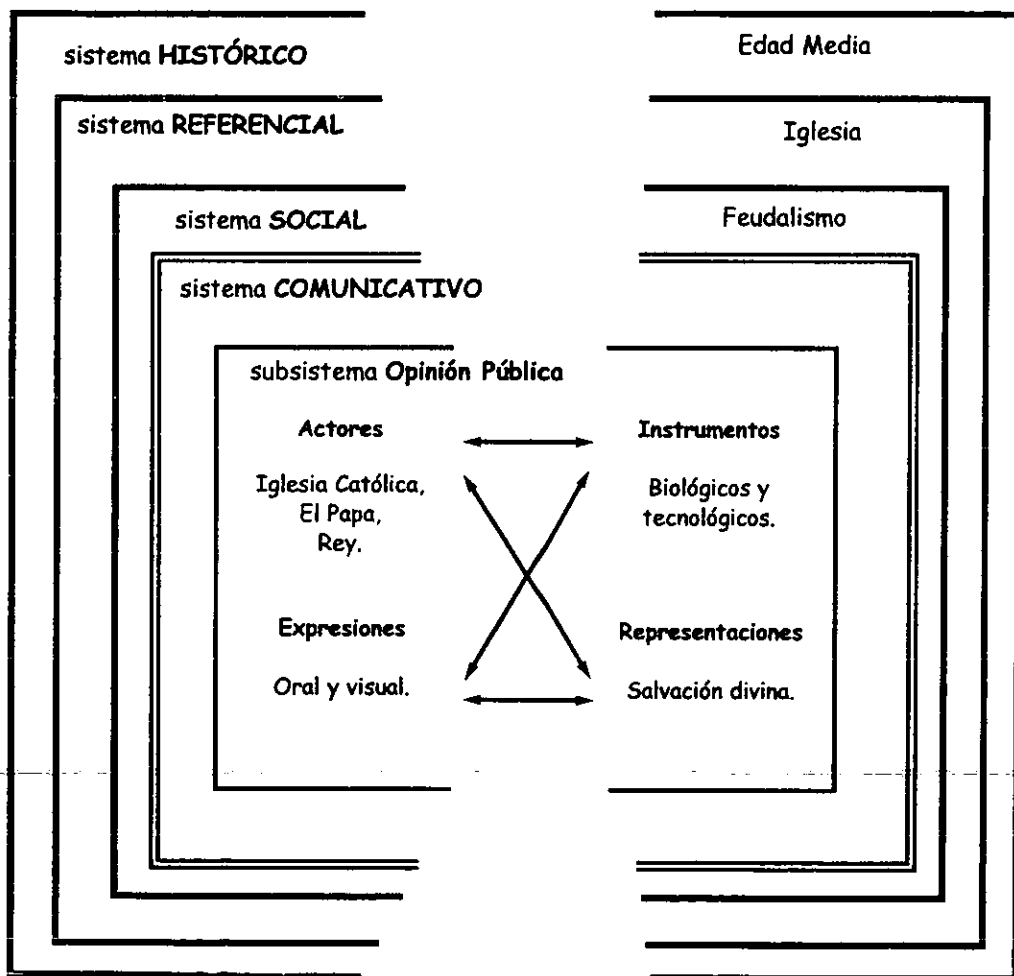 sistema HISTÓRICO
Edad Media
sistema REFERENCIAL
Iglesia
sistema SOCIAL
Feudalismo
sistema COMUNICATIVO
subsistema Opinión Pública
Actores
Instrumentos
Iglesia Católica,
El Papa,
Rey.
Biológicos y
tecnológicos.
Expresiones
Representaciones
Oral y visual.
Salvación divina.